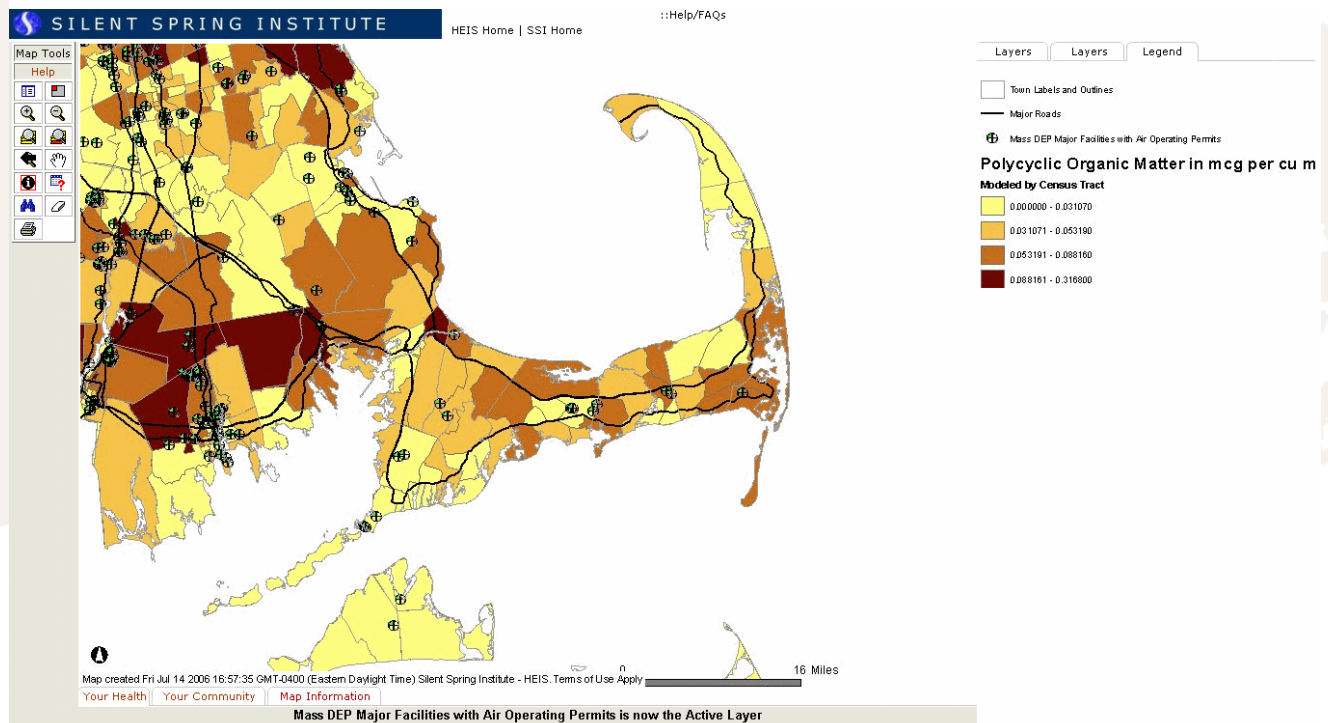 SILENT SPRING INSTITUTE
::Help/FAQs
HEIS Home | SSI Home
Map Tools
Help
Layers
Layers
Legend
Town Labels and Outlines
Major Roads
Mass DEP Major Facilities with Air Operating Permits
Polycyclic Organic Matter in mcg per cu m
Modeled by Census Tract
0.000000 - 0.031070
0.031071 - 0.053190
0.053191 - 0.088160
0.088161 - 0.316800
0
16 Miles
Map created Fri Jul 14 2006 16:57:35 GMT-0400 (Eastern Daylight Time) Silent Spring Institute - HEIS. Terms of Use Apply
Your Health
Your Community
Map Information
Mass DEP Major Facilities with Air Operating Permits is now the Active Layer